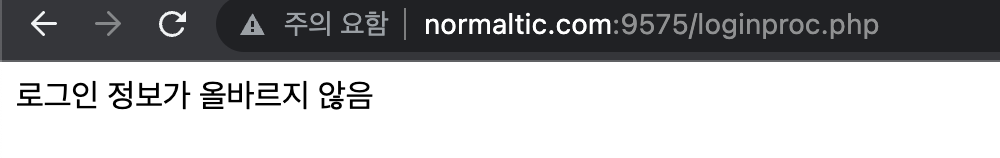 주의 요함 normaltic.com:9575/loginproc.php
로그인 정보가 올바르지 않음